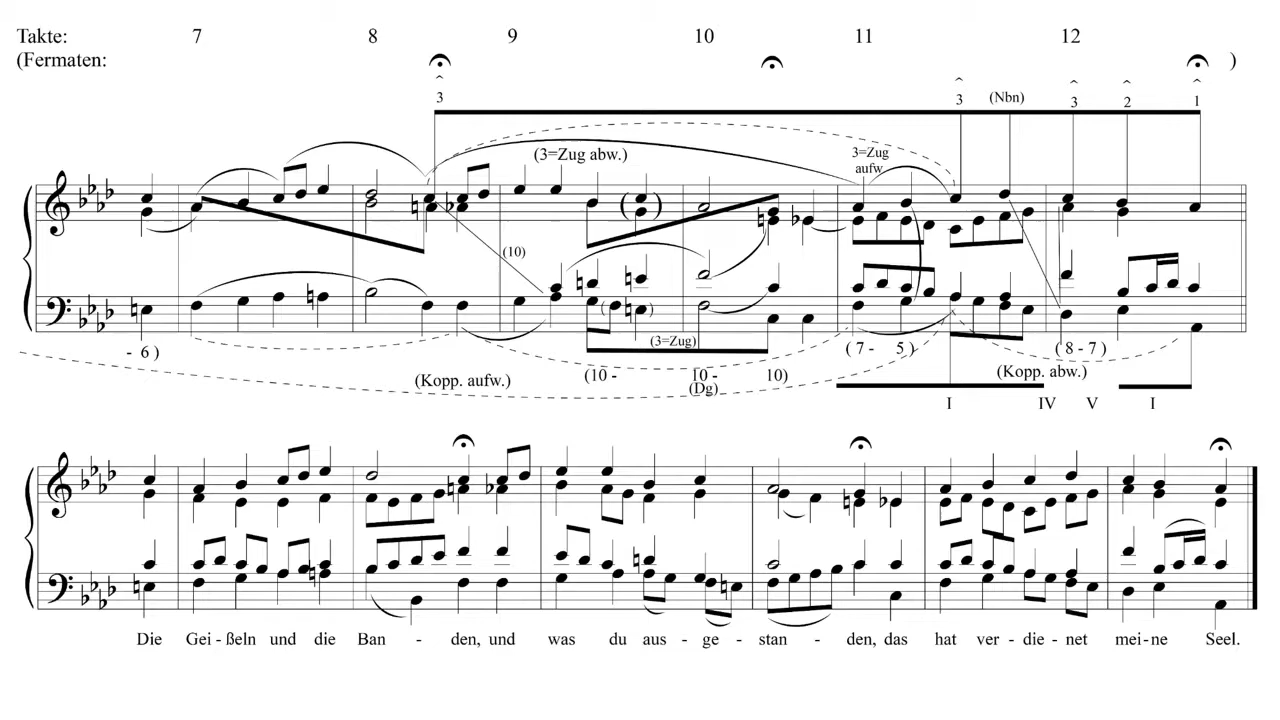 Takte: 7 8 9 10 11 12
(Fermaten: )
3 3 (Nbn) 3 2 1
(3=Zug abw.) 3=Zug
aufw.
(10)
(3=Zug)
- 6 ) (7 - 5 ) ( 8 - 7 )
(Kopp. aufw.) (10 - 10 - 10) (Kopp. abw.)
(Dg)
I IV V I
Die Gei - ßeln und die Ban - den, und was du aus - ge - stan - den, das hat ver - die - net mei - ne Seel.